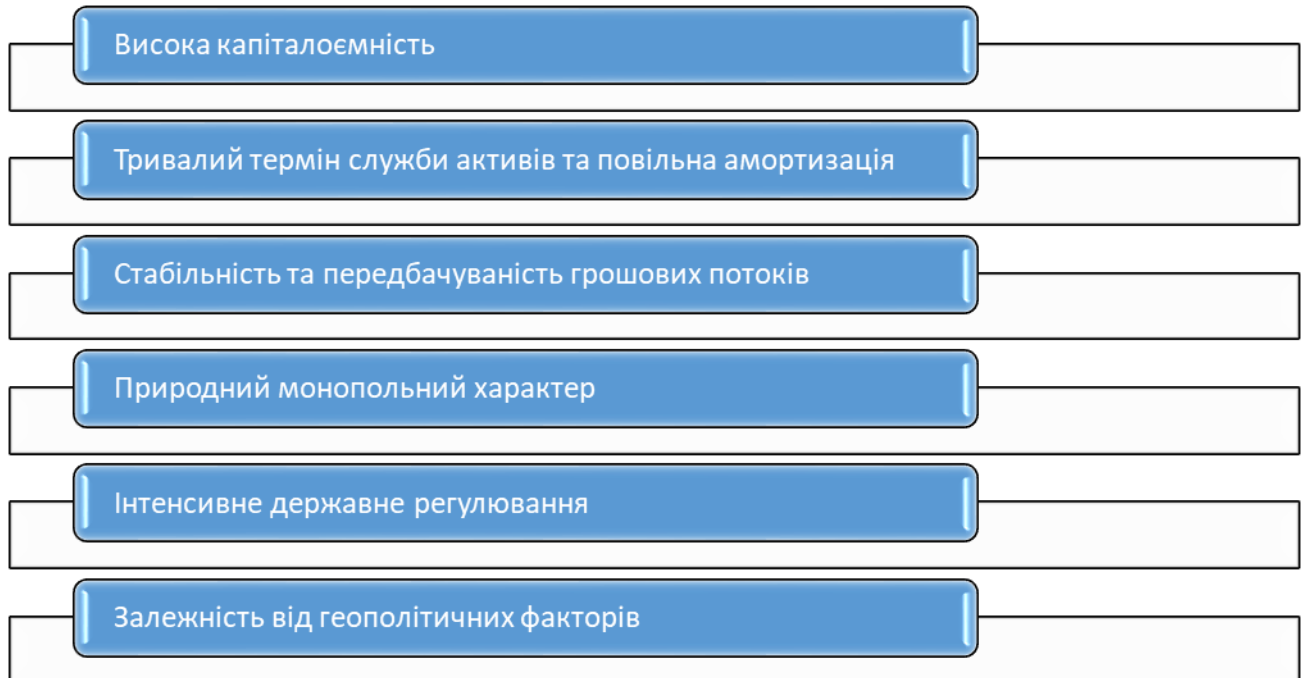 Висока капіталоємність
Тривалий термін служби активів та повільна амортизація
Стабільність та передбачуваність грошових потоків
Природний монопольний характер
Інтенсивне державне регулювання
Залежність від геополітичних факторів